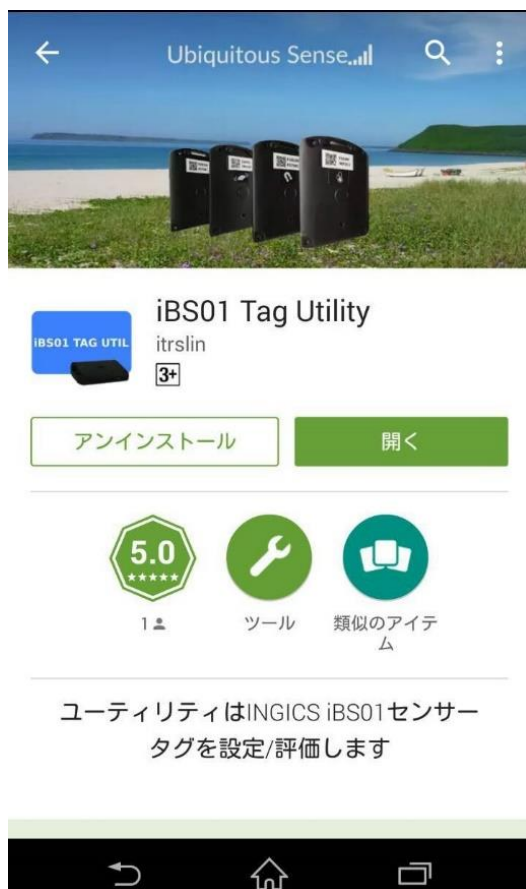 Ubiquitous Sense
iBS01 Tag Utility
iBS01 TAG UTIL
itrslin
3+
アンインストール
開く
5.0
1
ツール
類似のアイテ
ム
ユーティリティはINGICS iBS01センサー
タグを設定/評価します